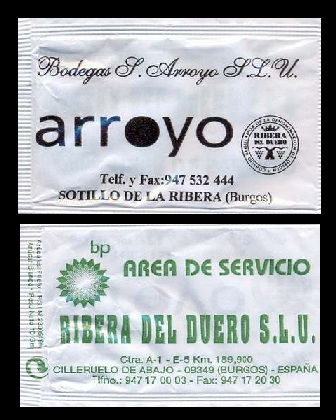 Bodegas S. Arroyo S.L.U.
arroyo
RIBERA
DEL DUERO
Telf. y Fax:947 532 444
SOTILLO DE LA RIBERA (Burgos)
bp
AREA DE SERVICIO
RIBERA DEL DUERO S.L.U.
Ctra. A-1 - E-5 Km. 189,900
CILLERUELO DE ABAJO - 09349 (BURGOS) - ESPAÑA
Tfno.: 947 17 00 03 - Fax: 947 17 20 30